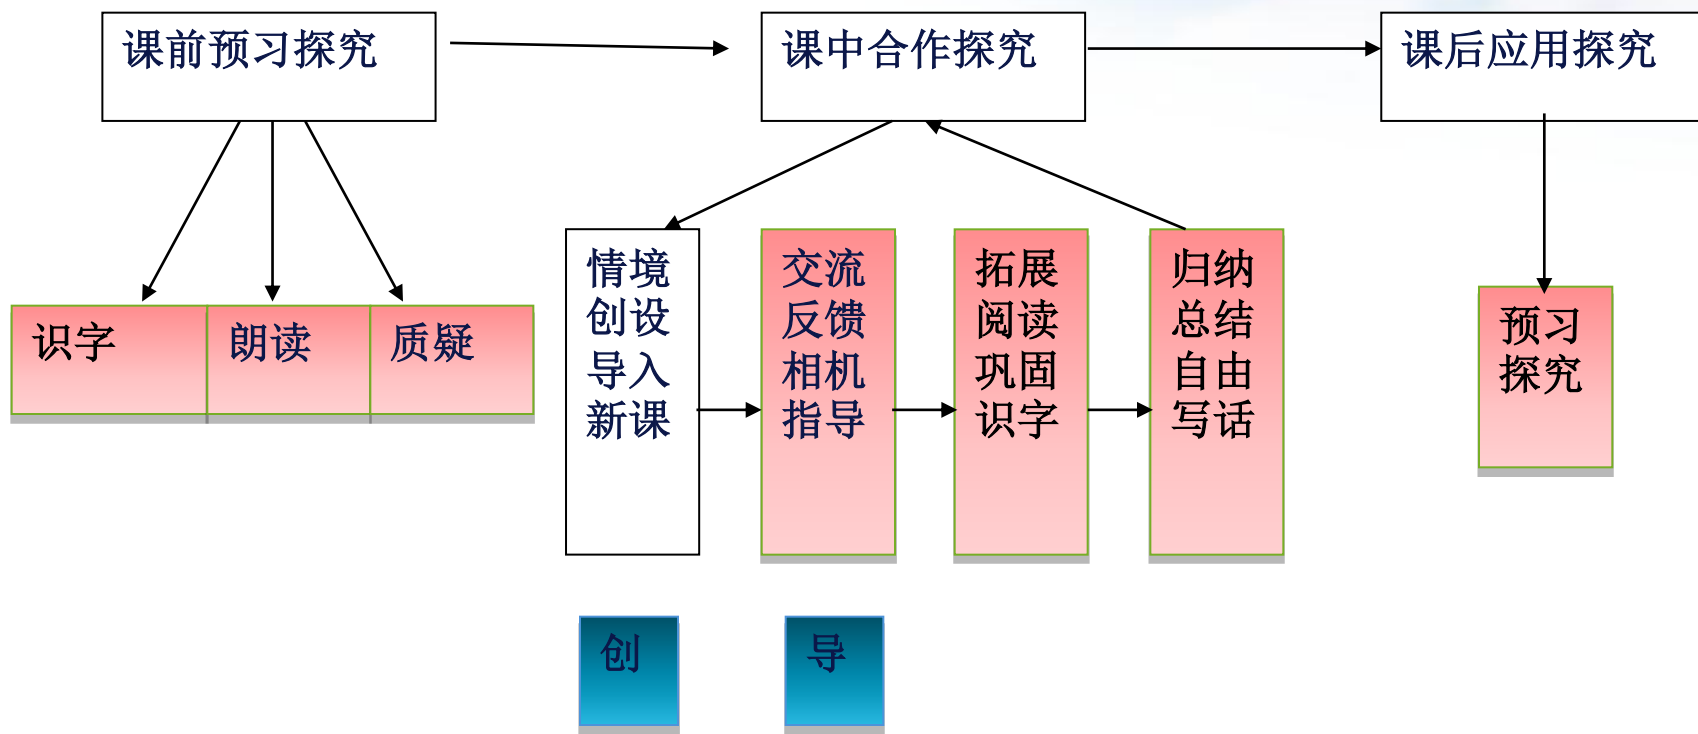 课前预习探究
课中合作探究
课后应用探究
识字
朗读
质疑
情境
创设
导入
新课
交流
反馈
相机
指导
拓展
阅读
巩固
识字
归纳
总结
自由
写话
预习
探究
创
导